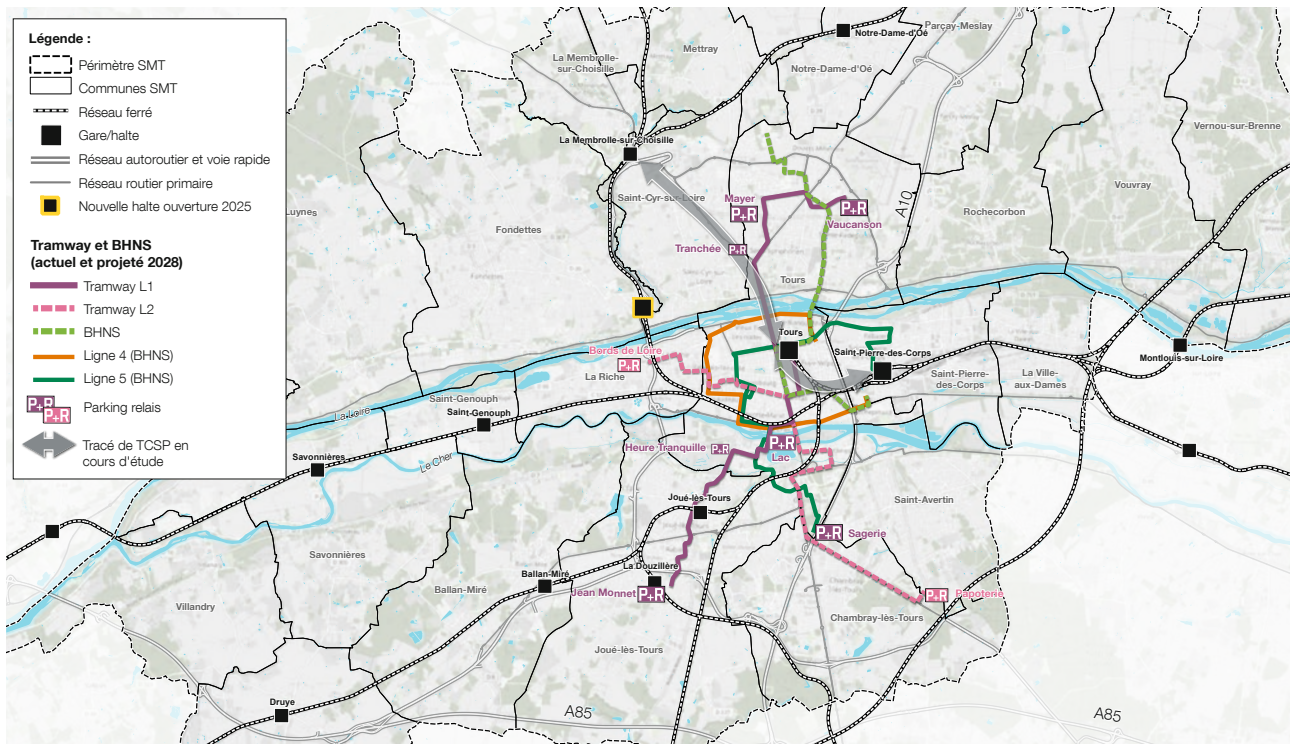 Légende :
Périmètre SMT
Communes SMT
Réseau ferré
Gare/halte
Réseau autoroutier et voie rapide
Réseau routier primaire
Nouvelle halte ouverture 2025
Tramway et BHNS
(actuel et projeté 2028)
Tramway L1
Tramway L2
BHNS
Ligne 4 (BHNS)
Ligne 5 (BHNS)
P+R
P+R
Parking relais
Tracé de TCSP en
cours d'étude
Parçay-Meslay
Notre-Dame-d'Oé
Mettray
La Membrolle-
sur-Choisille
Notre-Dame-d'Oé
Vernou-sur-Brenne
La Membrolle-sur-Choisille
Vouvray
Saint-Cyr-sur-Loire
Mayer
P+R
P+R
Vaucanson
A10
Rochecorbon
Luynes
Fondettes
Tranchée
P+R
Tours
Tours
Saint-Pierre-des-Corps
Montlouis-sur-Loire
Bords de Loire
P+R
La Riche
Saint-Pierre-
des-Corps
La Ville-
aux-Dames
Saint-Genouph
Saint-Genouph
La Loire
Le Cher
Savonnières
Heure Tranquille
P+R
P+R
Lac
Joué-lès-Tours
Saint-Avertin
P+R
Sagerie
Savonnières
Ballan-Miré
Ballan-Miré
La Douzillère
Jean Monnet
P+R
P+R
Papoterie
Villandry
Chambray-lès-Tours
Joué-lès-Tours
Druye
A85
A85